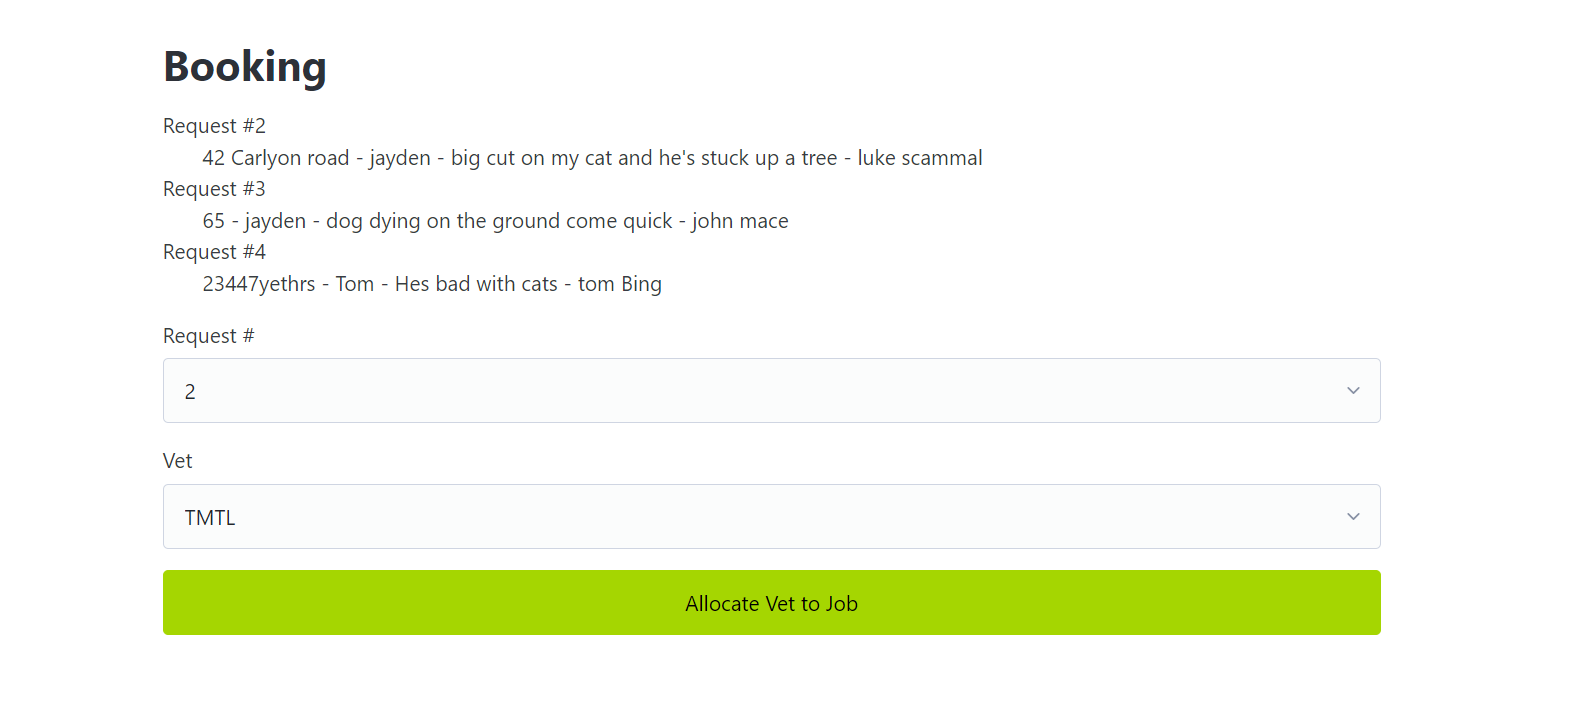 Booking
Request #2
42 Carlyon road - jayden - big cut on my cat and he's stuck up a tree - luke scammal
Request #3
65 - jayden - dog dying on the ground come quick - john mace
Request #4
23447yethrs - Tom - Hes bad with cats - tom Bing
Request #
2
Vet
TMTL
Allocate Vet to Job